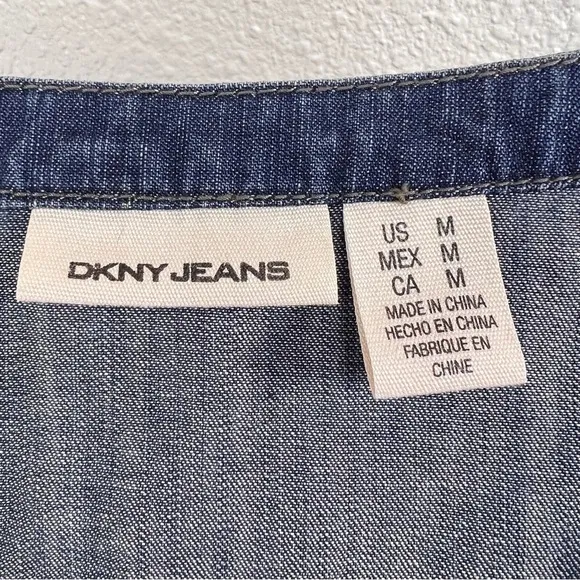 DKNY JEANS
US M
MEX M
CA M
MADE IN CHINA
HECHO EN CHINA
FABRIQUE EN
CHINE